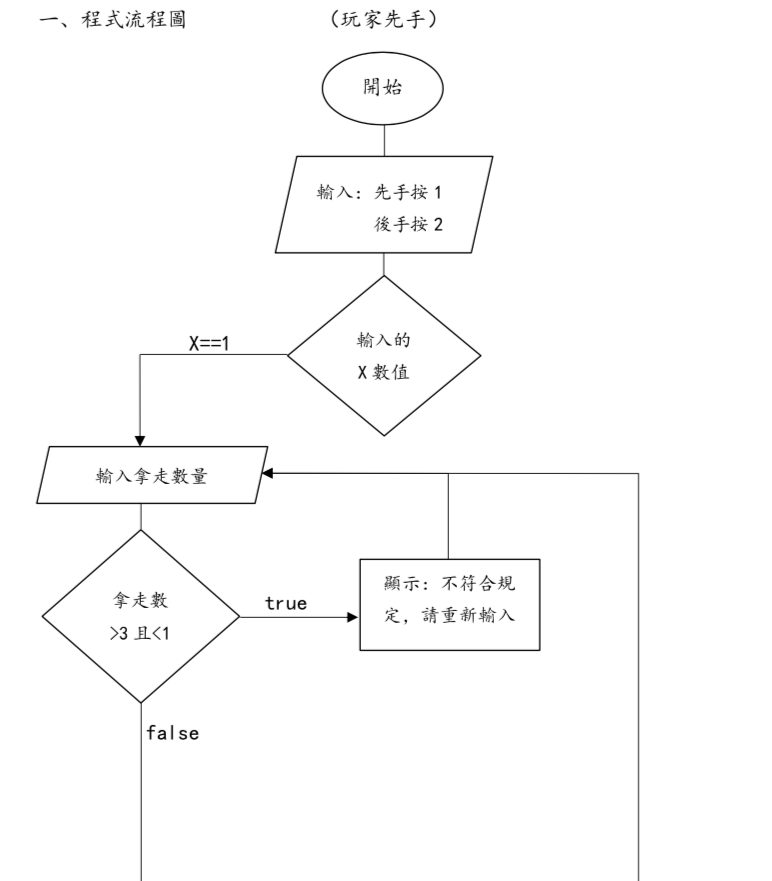 一、程式流程圖 （玩家先手）
開始
輸入: 先手按 1
後手按 2
輸入的
X 數值
X==1
輸入拿走數量
拿走數
>3 且<1
true
顯示: 不符合規
定, 請重新輸入
false